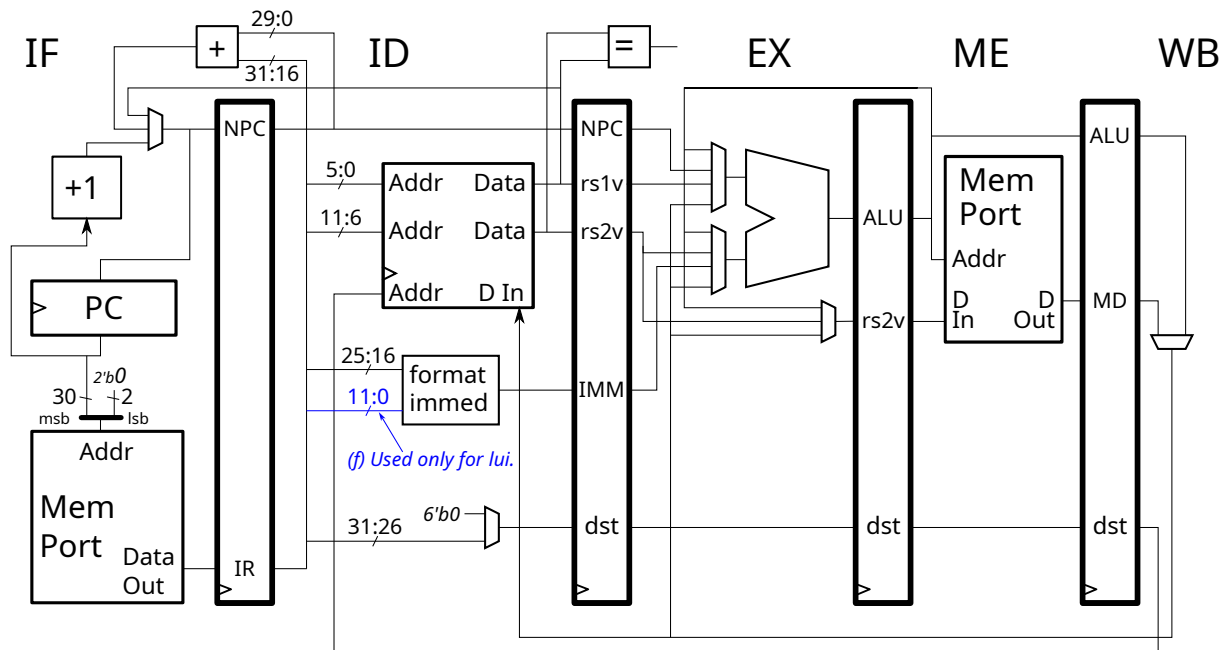 IF
ID
EX
ME
WB
+
29:0
31:16
=
+1
PC
2'b0
30
2
msb
lsb
Addr
Mem
Port
Data
Out
NPC
IR
5:0
11:6
Addr
Data
Addr
Data
Addr
D In
25:16
11:0
format
immed
(f) Used only for lui.
6'b0
31:26
NPC
rs1v
rs2v
IMM
dst
ALU
rs2v
dst
Mem
Port
Addr
D
In
D
Out
ALU
MD
dst